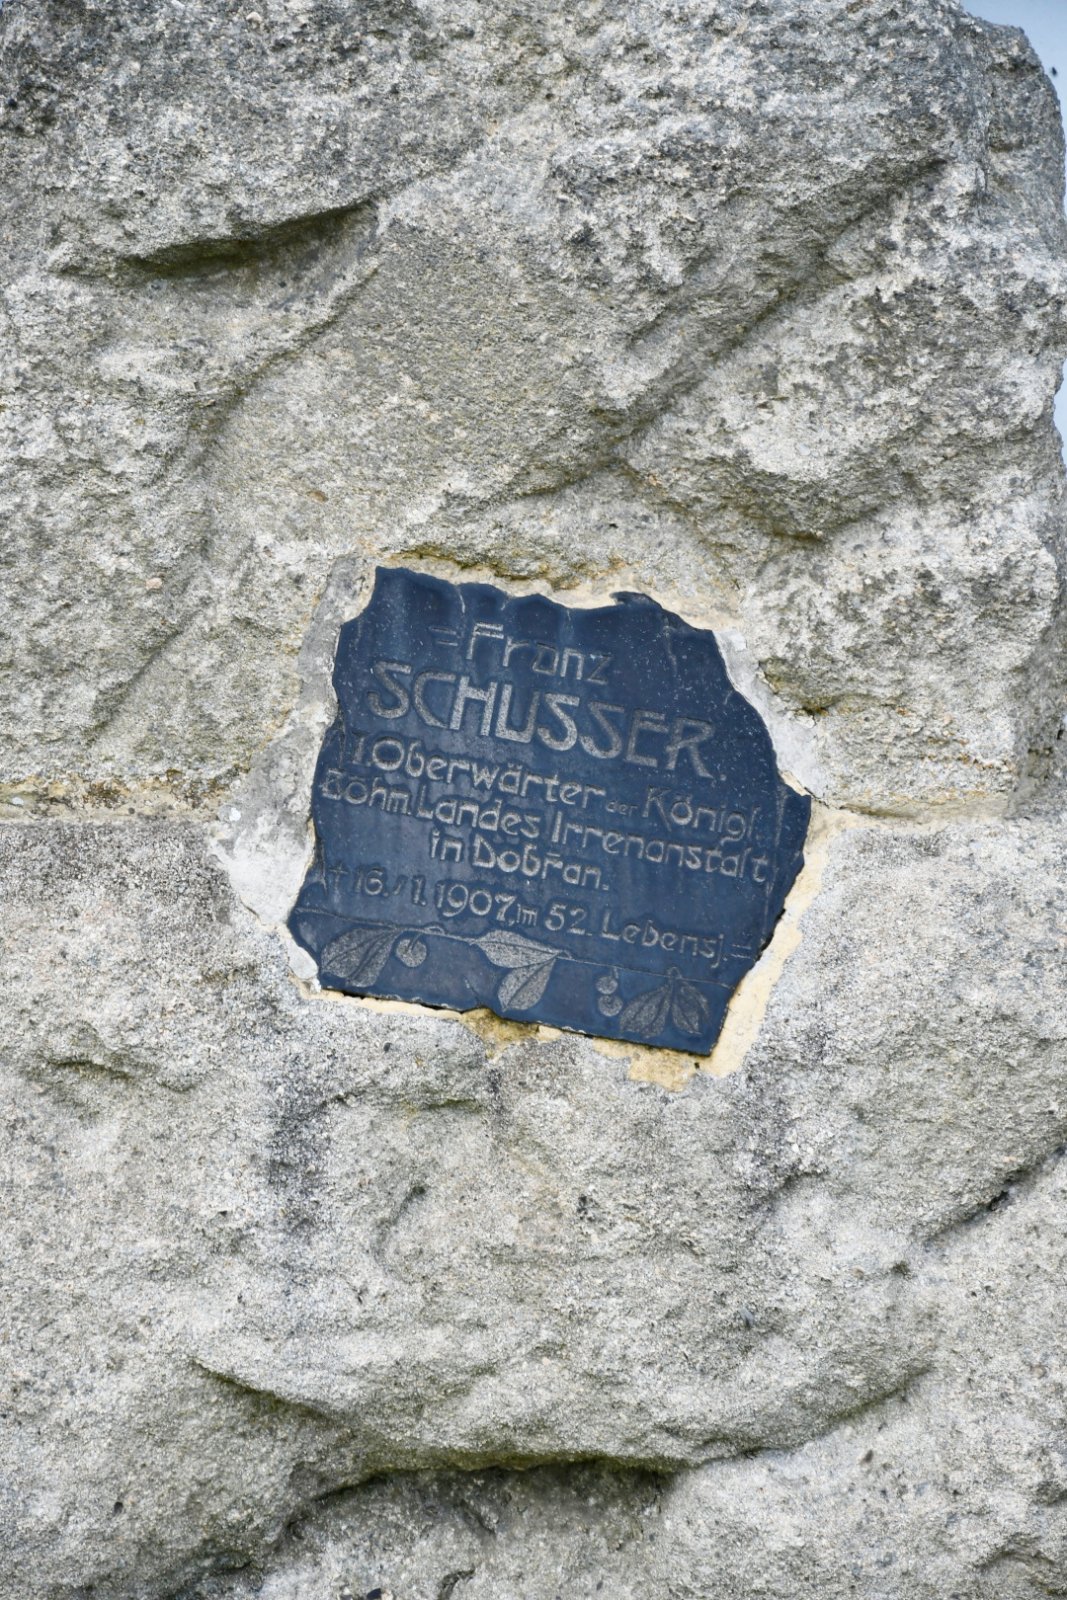 = Franz
SCHUSSER.
I. Oberwärter der Königl.
Böhm. Landes Irrenanstalt
in Dobřan.
† 16./1. 1907, im 52. Lebensj. =